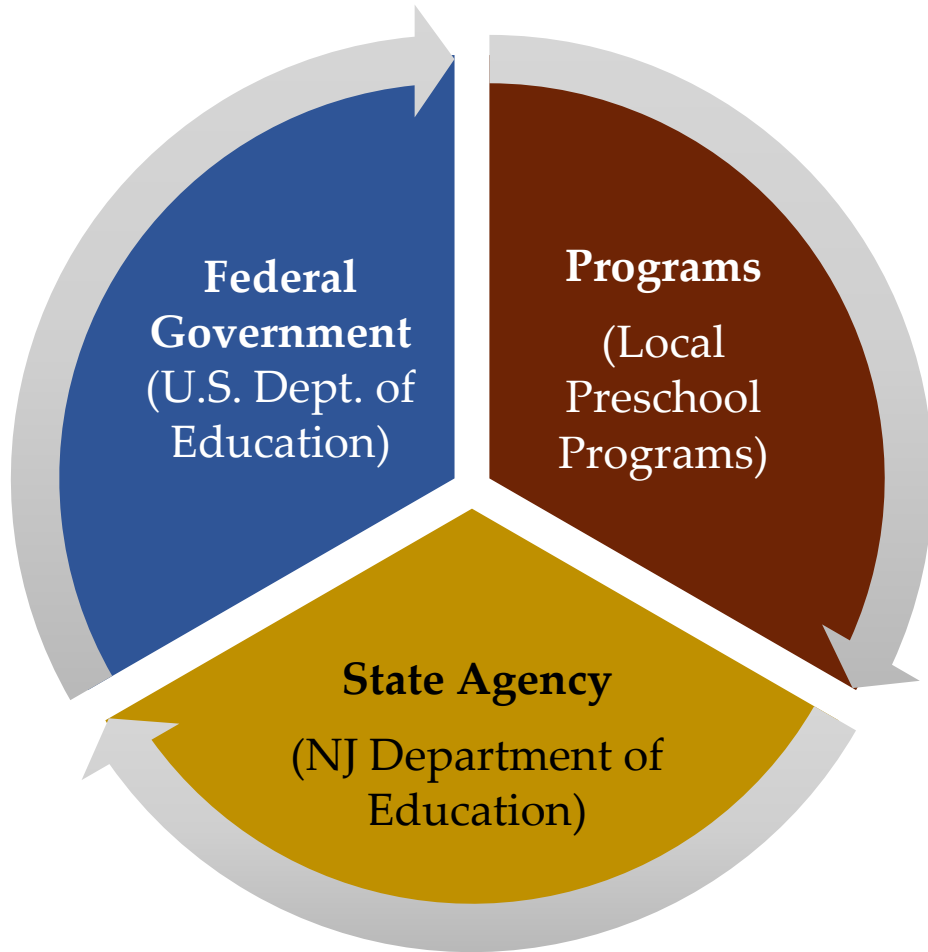 Federal
Government
(U.S. Dept. of
Education)
Programs
(Local
Preschool
Programs)
State Agency
(NJ Department of
Education)